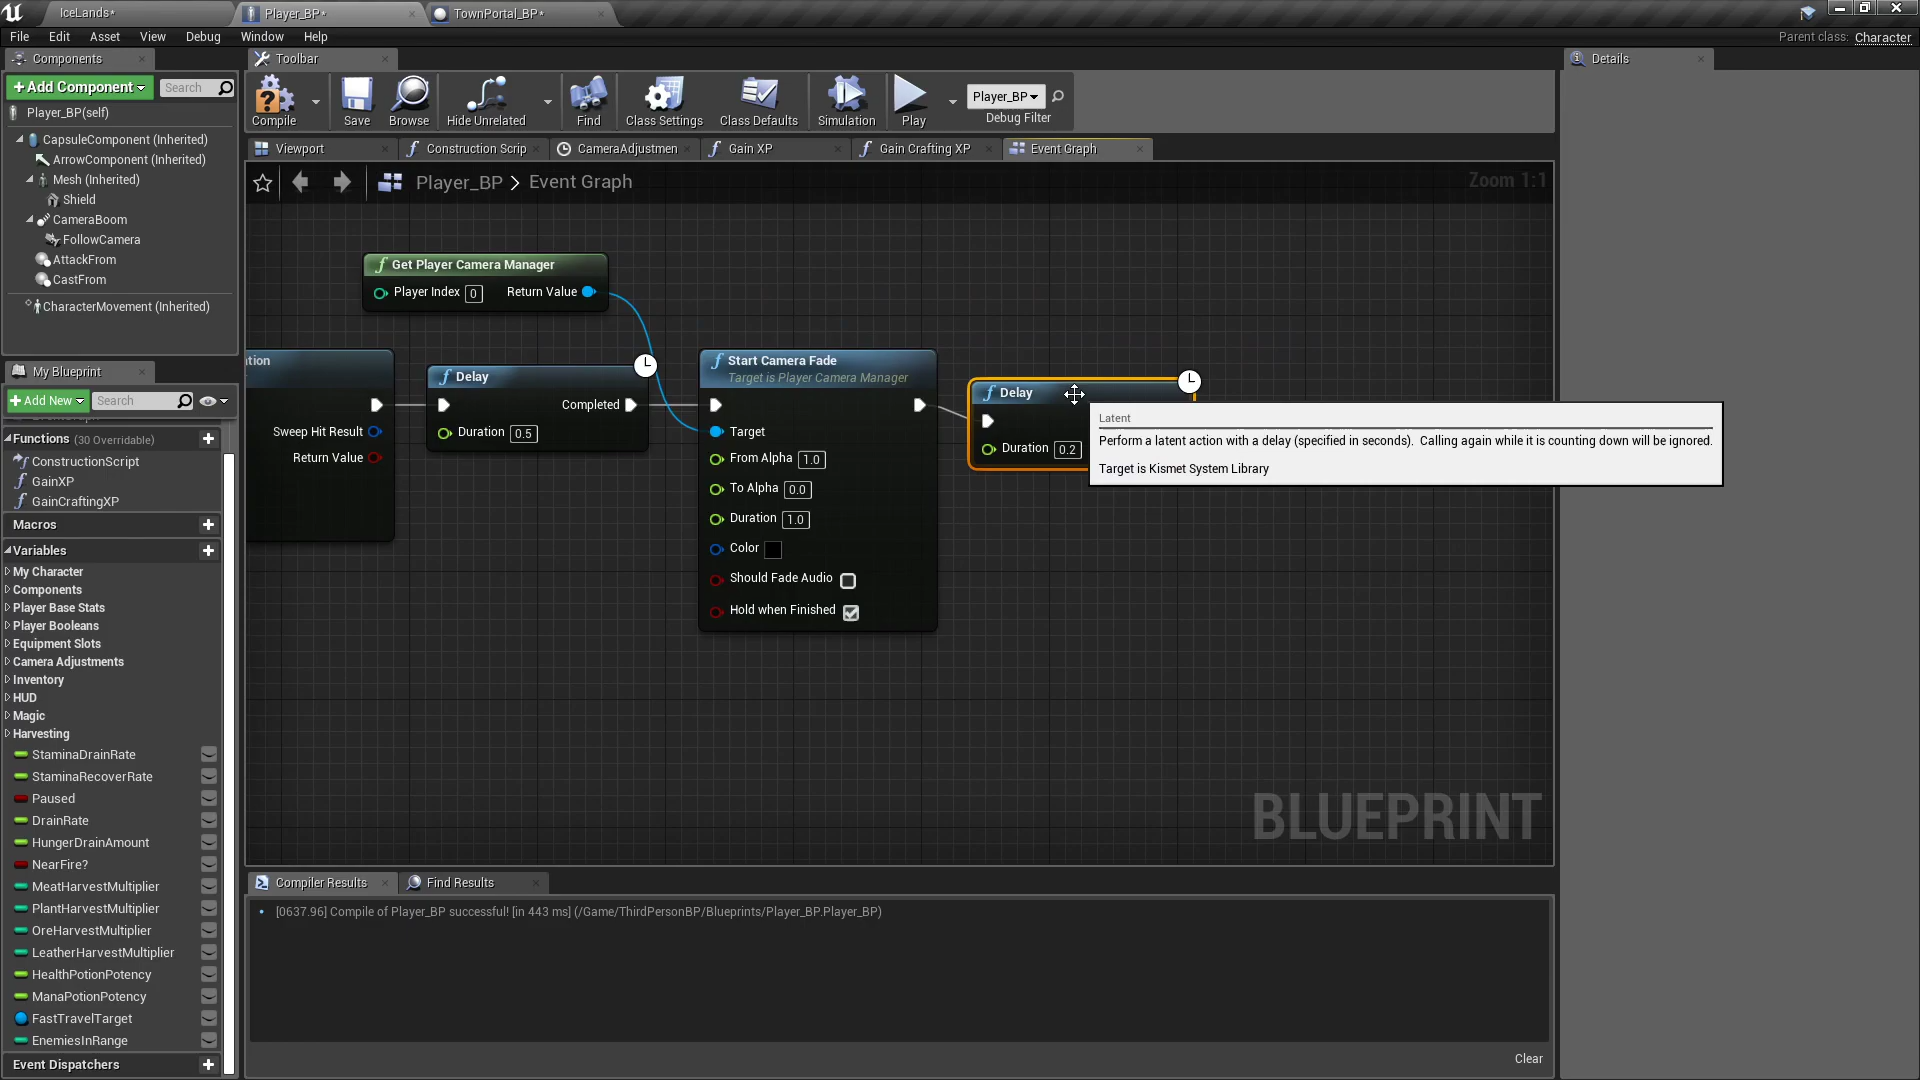 IceLands*
Player_BP*
TownPortal_BP*
File Edit Asset View Debug Window Help
Parent class: Character
Components
Toolbar
Details
+Add Component
Search
Player_BP(self)
CapsuleComponent (Inherited)
ArrowComponent (Inherited)
Mesh (Inherited)
Shield
CameraBoom
FollowCamera
AttackFrom
CastFrom
CharacterMovement (Inherited)
Compile
Save
Browse
Hide Unrelated
Find
Class Settings
Class Defaults
Simulation
Play
Player_BP
Debug Filter
Viewport
Construction Scrip
CameraAdjustmen
Gain XP
Gain Crafting XP
Event Graph
Player_BP > Event Graph
Zoom 1:1
Get Player Camera Manager
Player Index 0
Return Value
tion
Sweep Hit Result
Return Value
Delay
Completed
Duration 0.5
Start Camera Fade
Target is Player Camera Manager
Target
From Alpha 1.0
To Alpha 0.0
Duration 1.0
Color
Should Fade Audio
Hold when Finished
Delay
Duration 0.2
Latent
Perform a latent action with a delay (specified in seconds). Calling again while it is counting down will be ignored.
Target is Kismet System Library
BLUEPRINT
My Blueprint
+Add New
Search
Functions (30 Overridable)
ConstructionScript
GainXP
GainCraftingXP
Macros
Variables
My Character
Components
Player Base Stats
Player Booleans
Equipment Slots
Camera Adjustments
Inventory
HUD
Magic
Harvesting
StaminaDrainRate
StaminaRecoverRate
Paused
DrainRate
HungerDrainAmount
NearFire?
MeatHarvestMultiplier
PlantHarvestMultiplier
OreHarvestMultiplier
LeatherHarvestMultiplier
HealthPotionPotency
ManaPotionPotency
FastTravelTarget
EnemiesInRange
Event Dispatchers
Compiler Results
Find Results
[0637.96] Compile of Player_BP successful! [in 443 ms] (/Game/ThirdPersonBP/Blueprints/Player_BP.Player_BP)
Clear